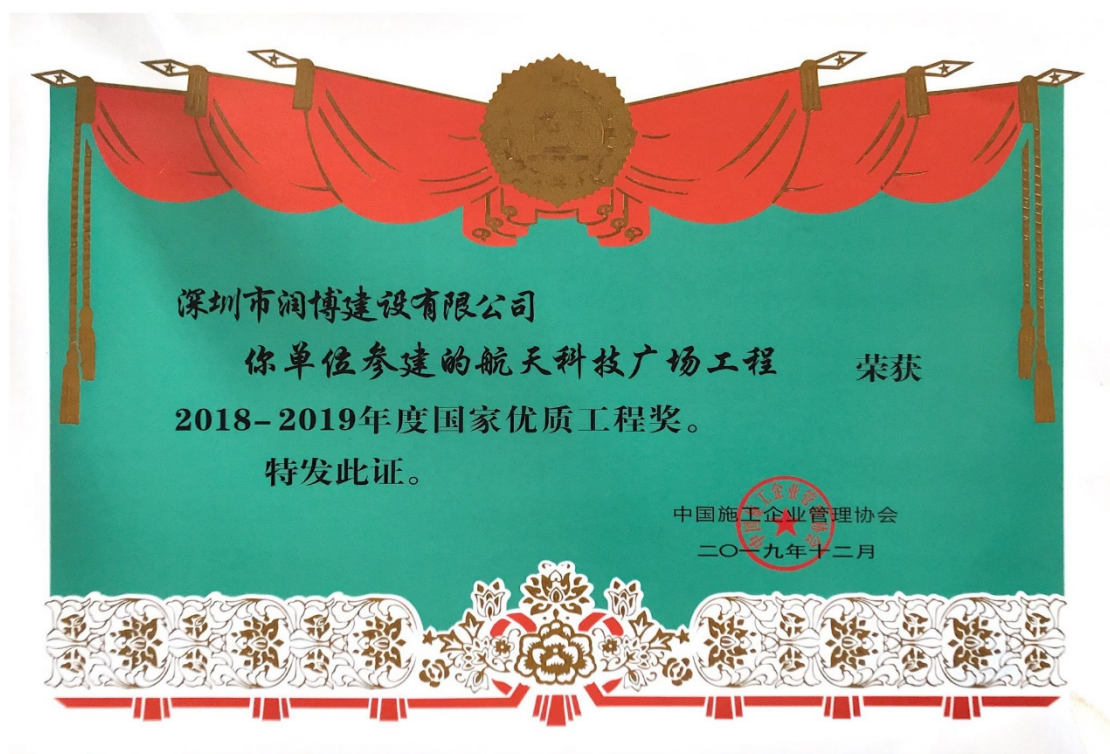 深圳市润博建设有限公司
你单位参建的航天科技广场工程 荣获
2018-2019年度国家优质工程奖。
特发此证。
中国施工企业管理协会
二〇一九年十二月